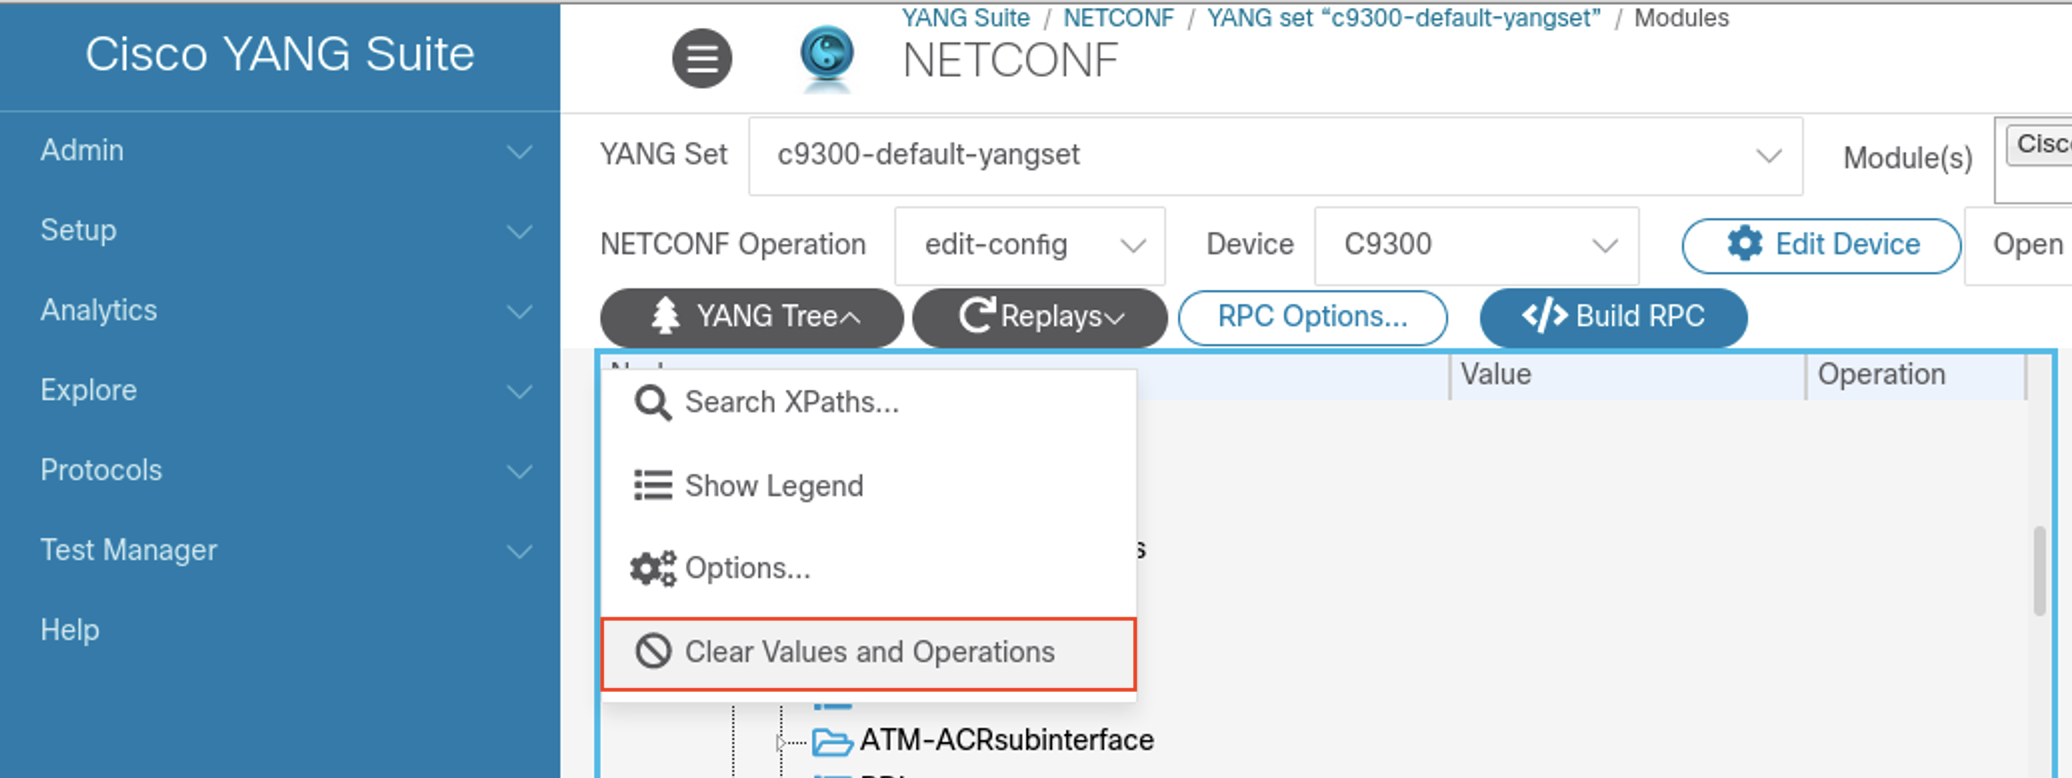 Cisco YANG Suite
Admin
Setup
Analytics
Explore
Protocols
Test Manager
Help
YANG Suite / NETCONF / YANG set “c9300-default-yangset” / Modules
NETCONF
YANG Set c9300-default-yangset Module(s)
NETCONF Operation edit-config Device C9300 Edit Device Open
YANG Tree Replays RPC Options... Build RPC
Value Operation
Search XPaths...
Show Legend
Options...
Clear Values and Operations
ATM-ACRsubinterface